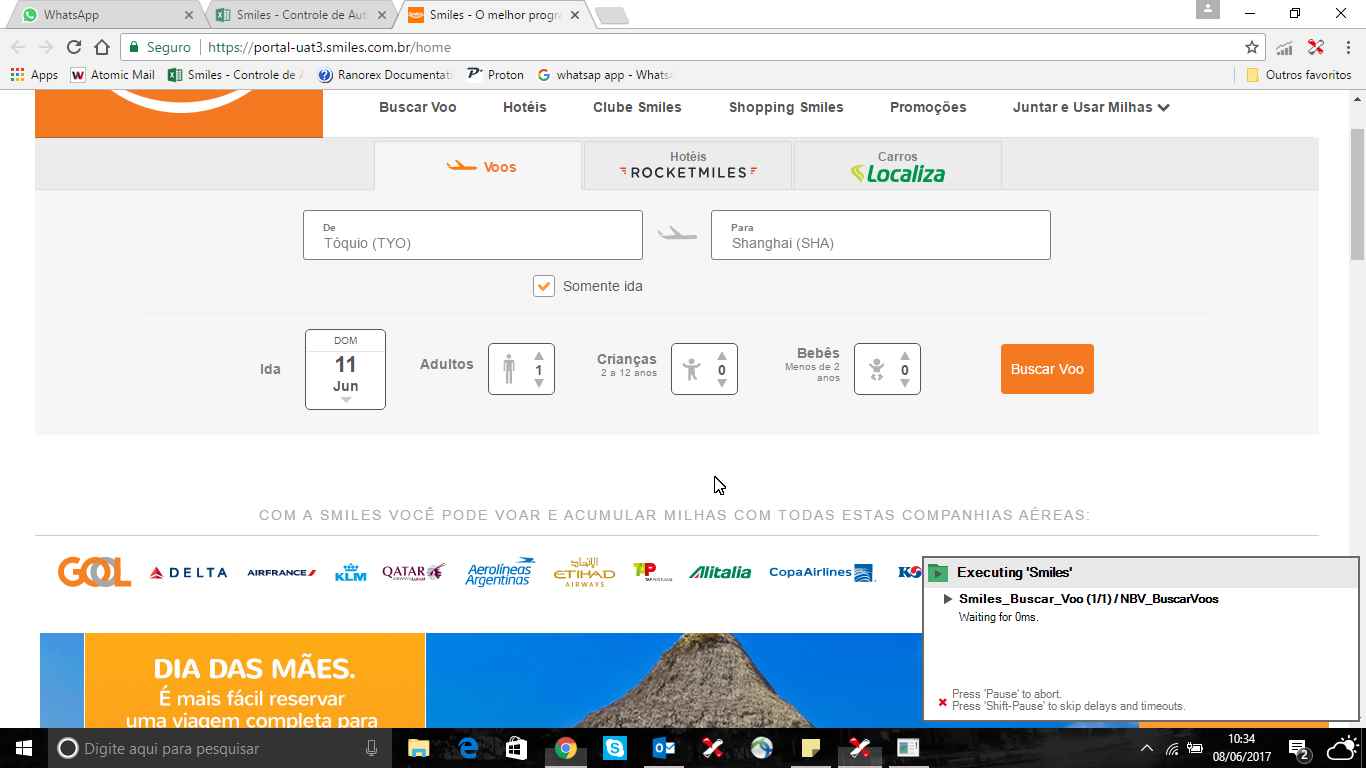 WhatsApp
Smiles - Controle de Aut
Smiles - O melhor progr
Seguro
https://portal-uat3.smiles.com.br/home
Apps
Atomic Mail
Smiles - Controle de A
Ranorex Documentat
Proton
whatsap app - Whats
Outros favoritos
Buscar Voo
Hotéis
Clube Smiles
Shopping Smiles
Promoções
Juntar e Usar Milhas
Voos
Hotéis
ROCKETMILES
Carros
Localiza
De
Tôquio (TYO)
Para
Shanghai (SHA)
Somente ida
Ida
DOM
11
Jun
Adultos
1
Crianças
2 a 12 anos
0
Bebês
Menos de 2
anos
0
Buscar Voo
COM A SMILES VOCÊ PODE VOAR E ACUMULAR MILHAS COM TODAS ESTAS COMPANHIAS AÉREAS:
GOL
DELTA
AIRFRANCE
KLM
QATAR
Aerolíneas
Argentinas
الإتحاد
ETIHAD
AIRWAYS
TAP
Alitalia
CopaAirlines
Executing 'Smiles'
Smiles_Buscar_Voo (1/1) / NBV_BuscarVoos
Waiting for 0ms.
Press 'Pause' to abort.
Press 'Shift-Pause' to skip delays and timeouts.
DIA DAS MÃES.
É mais fácil reservar
uma viagem completa para
Digite aqui para pesquisar
10:34
08/06/2017
2